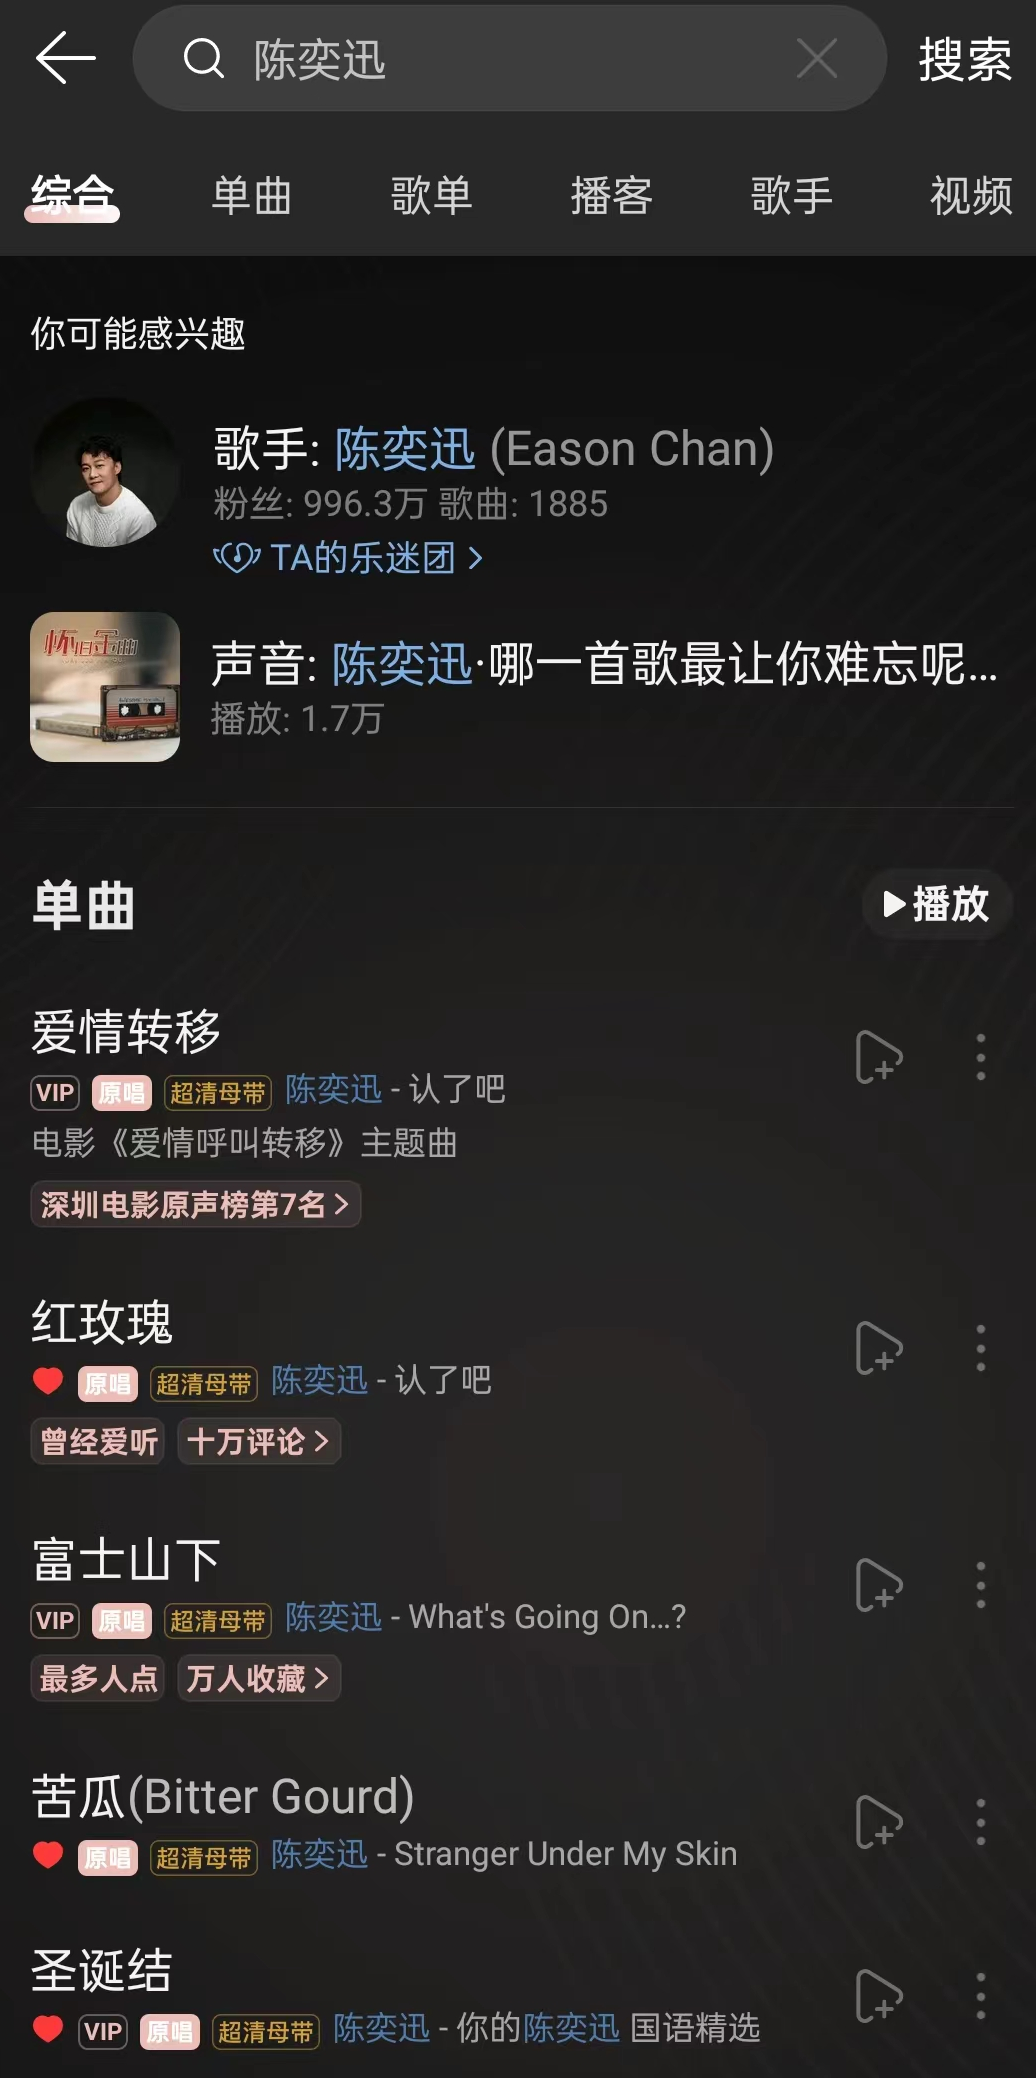 陈奕迅 搜索
综合 单曲 歌单 播客 歌手 视频
你可能感兴趣
歌手: 陈奕迅 (Eason Chan)
粉丝: 996.3万 歌曲: 1885
TA的乐迷团 >
怀旧金曲
声音: 陈奕迅·哪一首歌最让你难忘呢...
播放: 1.7万
单曲 播放
爱情转移
VIP 原唱 超清母带 陈奕迅 - 认了吧
电影《爱情呼叫转移》主题曲
深圳电影原声榜第7名 >
红玫瑰
原唱 超清母带 陈奕迅 - 认了吧
曾经爱听 十万评论 >
富士山下
VIP 原唱 超清母带 陈奕迅 - What's Going On...?
最多人点 万人收藏 >
苦瓜(Bitter Gourd)
原唱 超清母带 陈奕迅 - Stranger Under My Skin
圣诞结
VIP 原唱 超清母带 陈奕迅 - 你的陈奕迅 国语精选